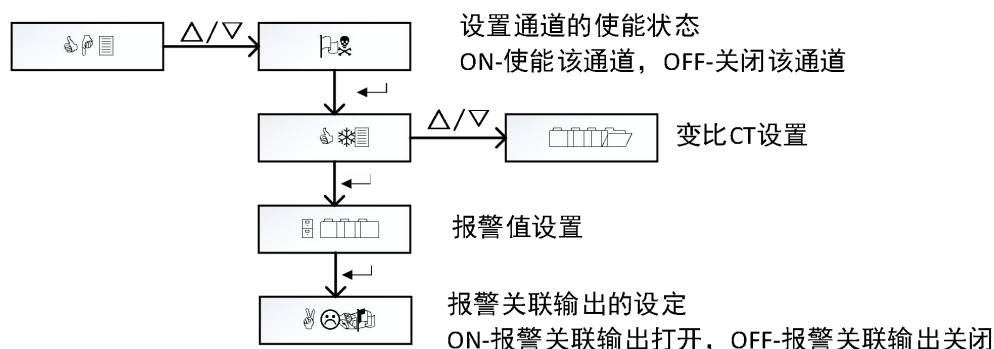 △/▽
设置通道的使能状态
ON-使能该通道，OFF-关闭该通道
△/▽
变比CT设置
报警值设置
报警关联输出的设定
ON-报警关联输出打开，OFF-报警关联输出关闭